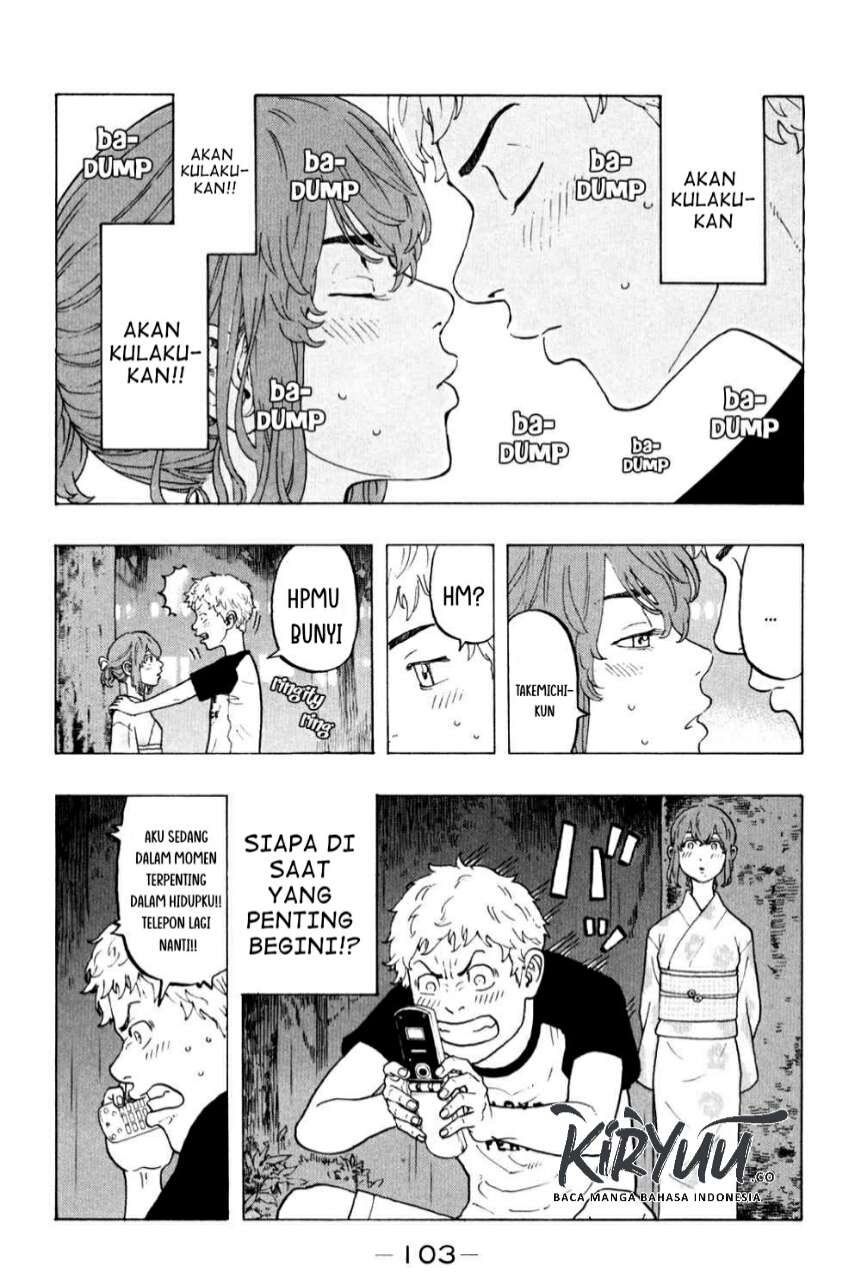 AKAN
KULAKU-
KAN
ba-
DUMP
ba-
DUMP
AKAN
KULAKU-
KAN!!
ba-
DUMP
AKAN
KULAKU-
KAN!!
ba-
DUMP
ba-
DUMP
ba-
DUMP
ba-
DUMP
...
TAKEMICHI-
KUN
HM?
HPMU
BUNYI
ringity
ring
SIAPA DI
SAAT
YANG
PENTING
BEGINI!?
AKU SEDANG
DALAM MOMEN
TERPENTING
DALAM HIDUPKU!!
TELEPON LAGI
NANTI!!
KIRYUU.CO
BACA MANGA BAHASA INDONESIA
— 103 —